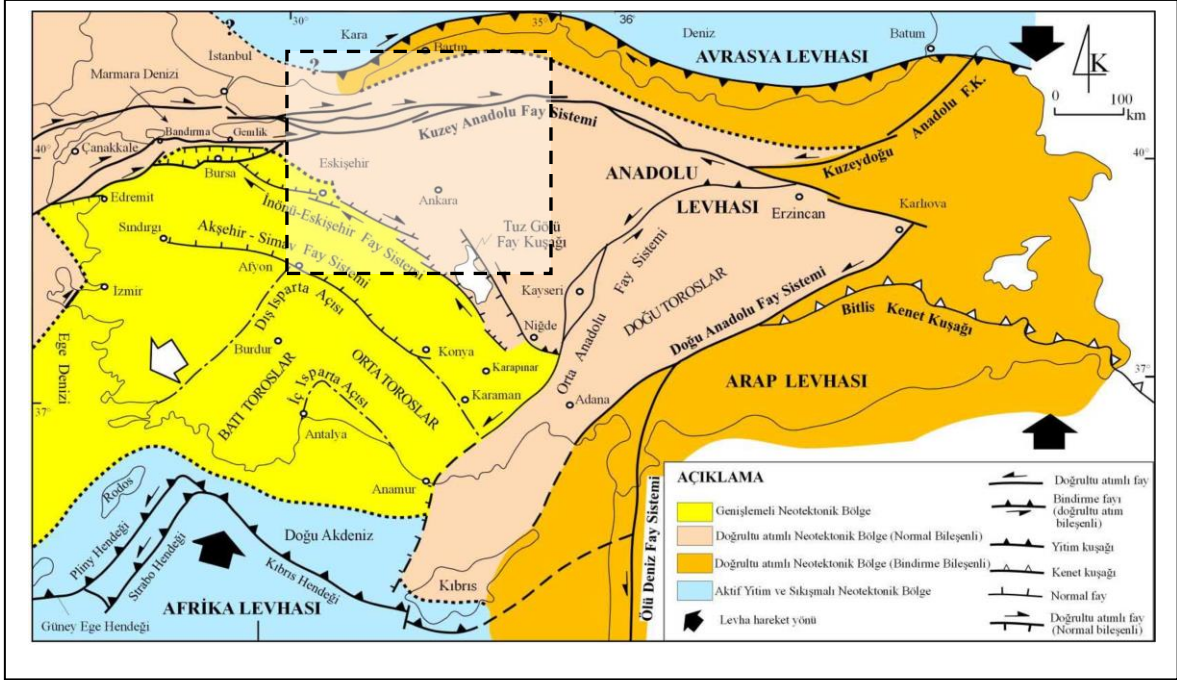 ?
30°
35°
36°
Kara
Deniz
Batum
Bartın
?
İstanbul
AVRASYA LEVHASI
K
Marmara Denizi
0 100
km
Anadolu F.K.
Kuzeydoğu
Bandırma
Gemlik
Kuzey Anadolu Fay Sistemi
Çanakkale
40°
40°
Bursa
Eskişehir
Ankara
ANADOLU
LEVHASI
Erzincan
Karlıova
Edremit
İnönü-Eskişehir Fay Sistemi
Sındırgı
Akşehir - Simav Fay Sistemi
Tuz Gölü
Fay Kuşağı
Afyon
Kayseri
Orta Anadolu Fay Sistemi
DOĞU TOROSLAR
Doğu Anadolu Fay Sistemi
Bitlis Kenet Kuşağı
Izmir
Ege Denizi
Dış Isparta Açısı
Burdur
Niğde
Konya
Karapınar
ORTA TOROSLAR
İç Isparta Açısı
BATI TOROSLAR
Karaman
Adana
ARAP LEVHASI
37°
37°
Antalya
Anamur
Rodos
Doğu Akdeniz
Pliny Hendeği
Strabo Hendeği
Kıbrıs Hendeği
Kıbrıs
AFRİKA LEVHASI
Güney Ege Hendeği
Ölü Deniz Fay Sistemi
AÇIKLAMA
Genişlemeli Neotektonik Bölge
Doğrultu atımlı Neotektonik Bölge (Normal Bileşenli)
Doğrultu atımlı Neotektonik Bölge (Bindirme Bileşenli)
Aktif Yitim ve Sıkışmalı Neotektonik Bölge
Levha hareket yönü
Doğrultu atımlı fay
Bindirme fayı
(doğrultu atım
bileşenli)
Yitim kuşağı
Kenet kuşağı
Normal fay
Doğrultu atımlı fay
(Normal bileşenli)